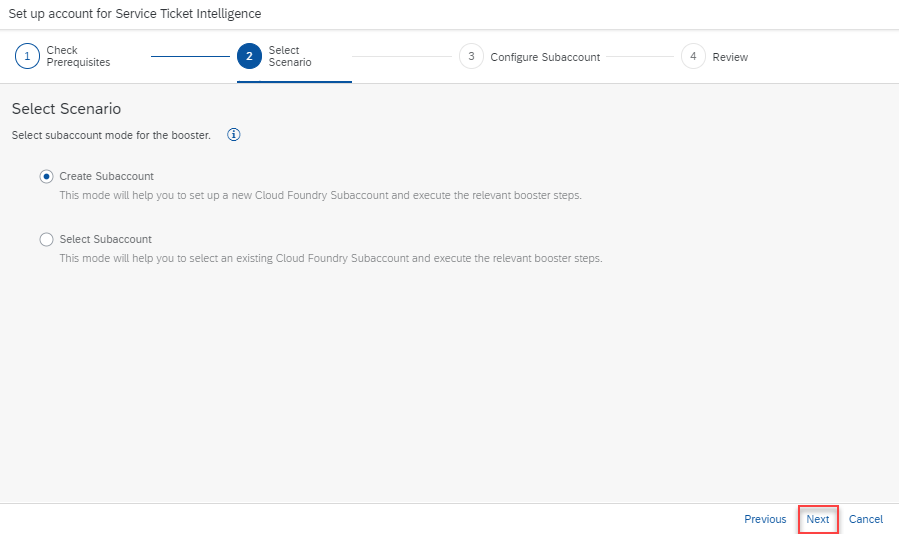 Set up account for Service Ticket Intelligence
1 Check Prerequisites
2 Select Scenario
3 Configure Subaccount
4 Review
Select Scenario
Select subaccount mode for the booster. i
Create Subaccount
This mode will help you to set up a new Cloud Foundry Subaccount and execute the relevant booster steps.
Select Subaccount
This mode will help you to select an existing Cloud Foundry Subaccount and execute the relevant booster steps.
Previous Next Cancel